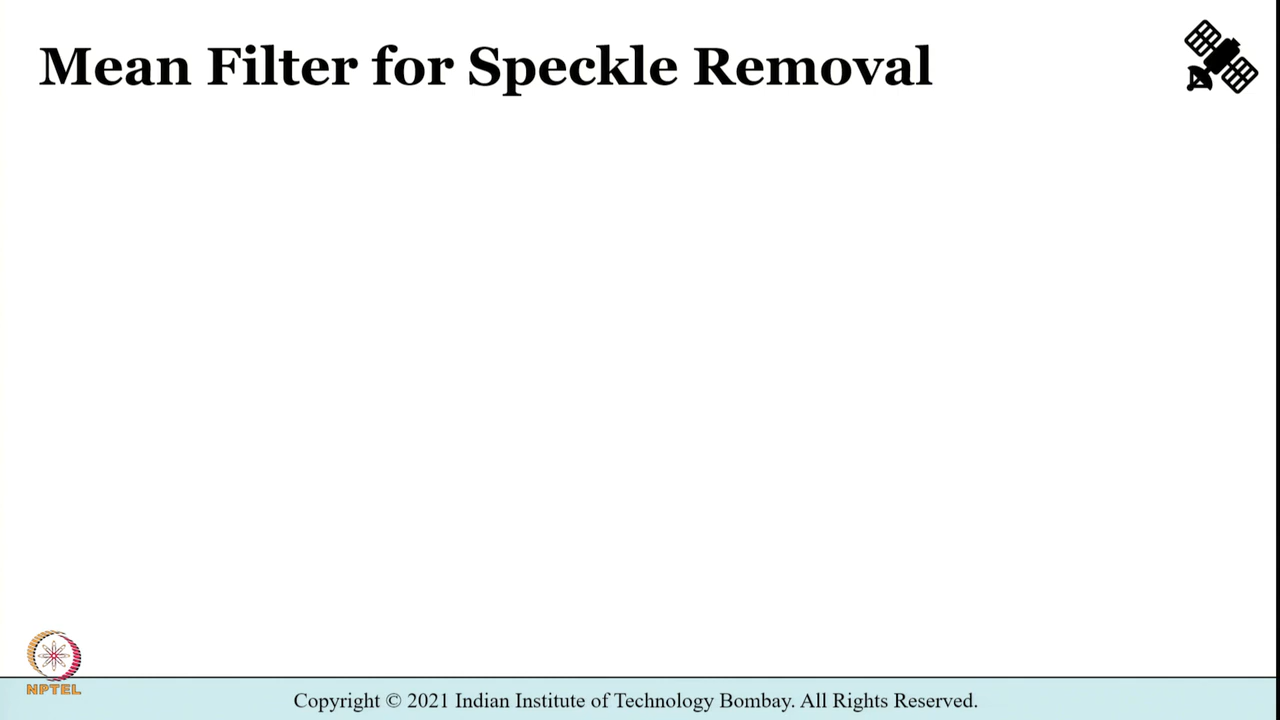 Mean Filter for Speckle Removal
NPTEL
Copyright © 2021 Indian Institute of Technology Bombay. All Rights Reserved.